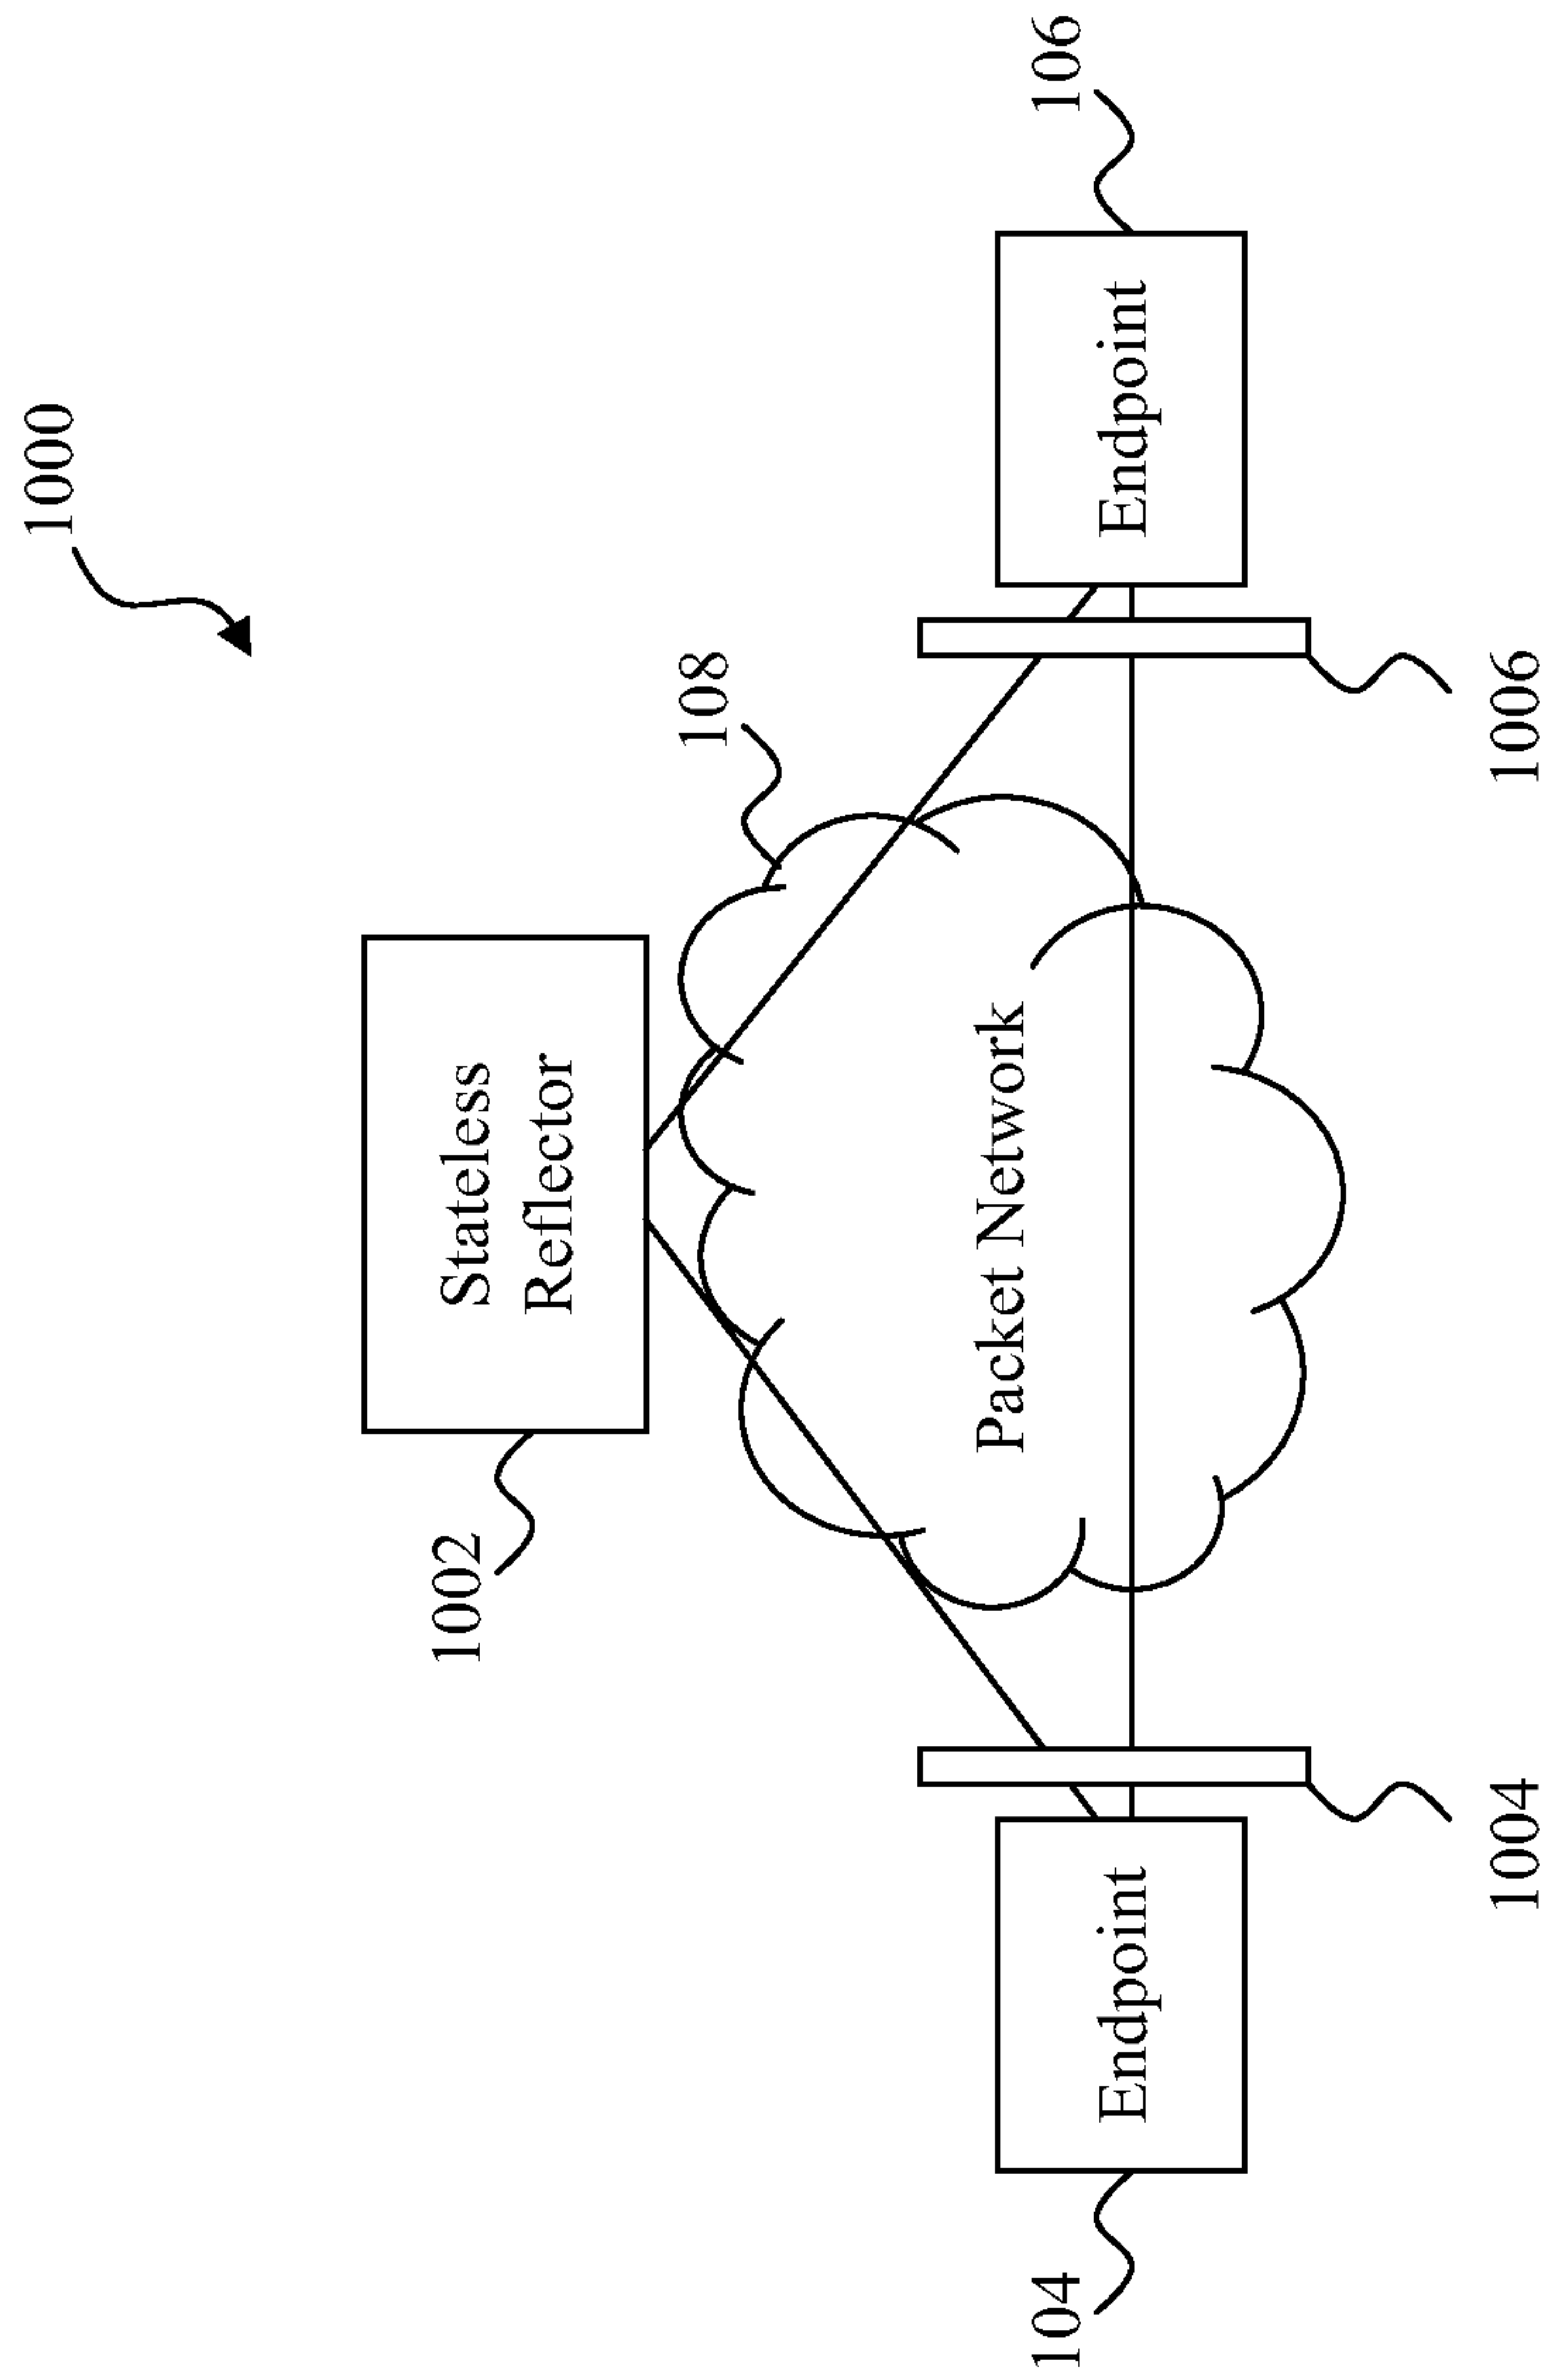 1000
Stateless
Reflector
1002
108
Packet Network
104
Endpoint
Endpoint
106
1004
1006